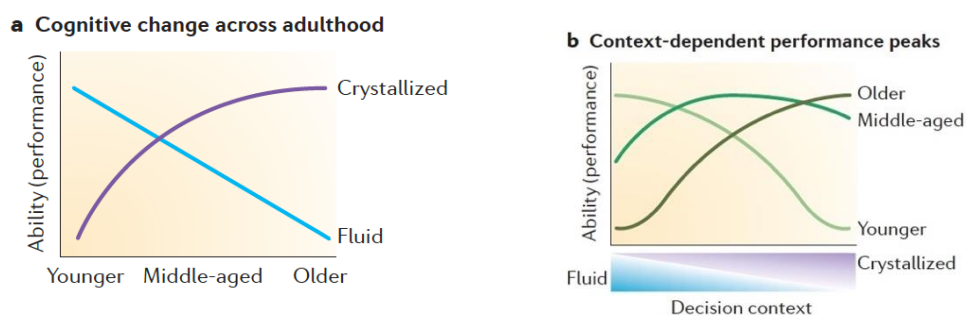 a Cognitive change across adulthood
Ability (performance)
Crystallized
Fluid
Younger Middle-aged Older
b Context-dependent performance peaks
Ability (performance)
Older
Middle-aged
Younger
Fluid
Crystallized
Decision context